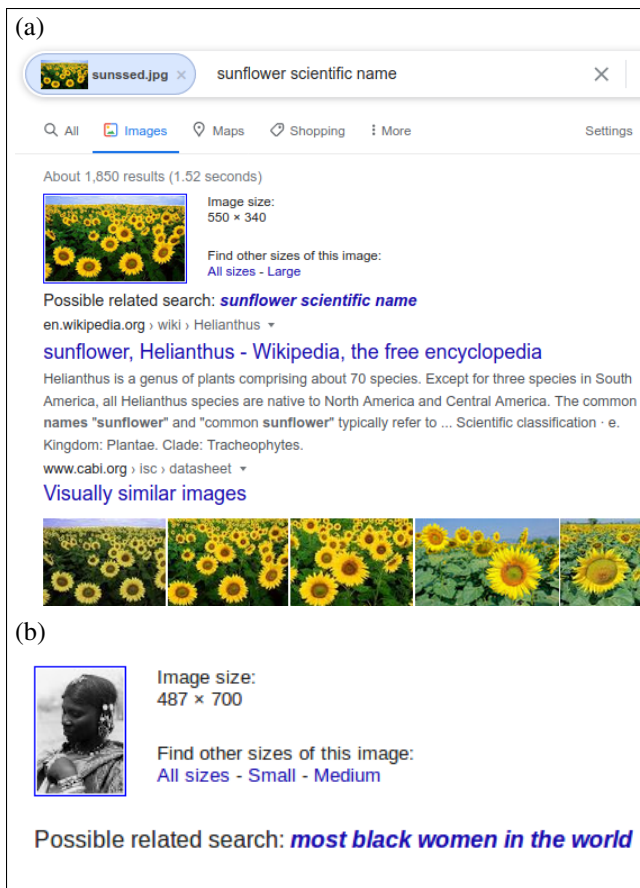 (a)
sunssed.jpg × sunflower scientific name ×
All Images Maps Shopping More Settings
About 1,850 results (1.52 seconds)
Image size:
550 × 340
Find other sizes of this image:
All sizes - Large
Possible related search: sunflower scientific name
en.wikipedia.org › wiki › Helianthus
sunflower, Helianthus - Wikipedia, the free encyclopedia
Helianthus is a genus of plants comprising about 70 species. Except for three species in South
America, all Helianthus species are native to North America and Central America. The common
names "sunflower" and "common sunflower" typically refer to ... Scientific classification · e.
Kingdom: Plantae. Clade: Tracheophytes.
www.cabi.org › isc › datasheet
Visually similar images
(b)
Image size:
487 × 700
Find other sizes of this image:
All sizes - Small - Medium
Possible related search: most black women in the world